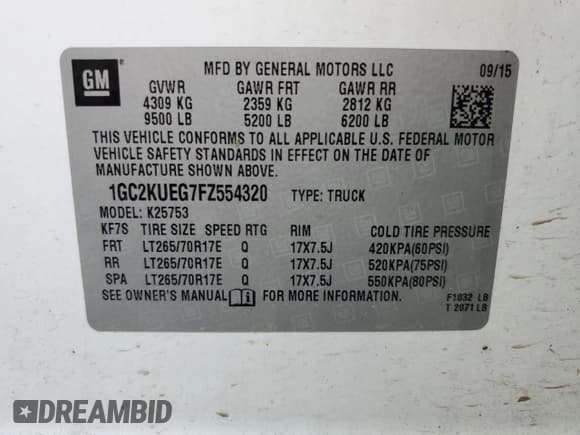 GM
MFD BY GENERAL MOTORS LLC 09/15
GVWR GAWR FRT GAWR RR
4309 KG 2359 KG 2812 KG
9500 LB 5200 LB 6200 LB
THIS VEHICLE CONFORMS TO ALL APPLICABLE U.S. FEDERAL MOTOR
VEHICLE SAFETY STANDARDS IN EFFECT ON THE DATE OF
MANUFACTURE SHOWN ABOVE.
1GC2KUEG7FZ554320 TYPE: TRUCK
MODEL: K25753
KF7S TIRE SIZE SPEED RTG RIM COLD TIRE PRESSURE
FRT LT265/70R17E Q 17X7.5J 420KPA(60PSI)
RR LT265/70R17E Q 17X7.5J 520KPA(75PSI)
SPA LT265/70R17E Q 17X7.5J 550KPA(80PSI)
SEE OWNER'S MANUAL FOR MORE INFORMATION.
F1032 LB
T 2071 LB
DREAMBID